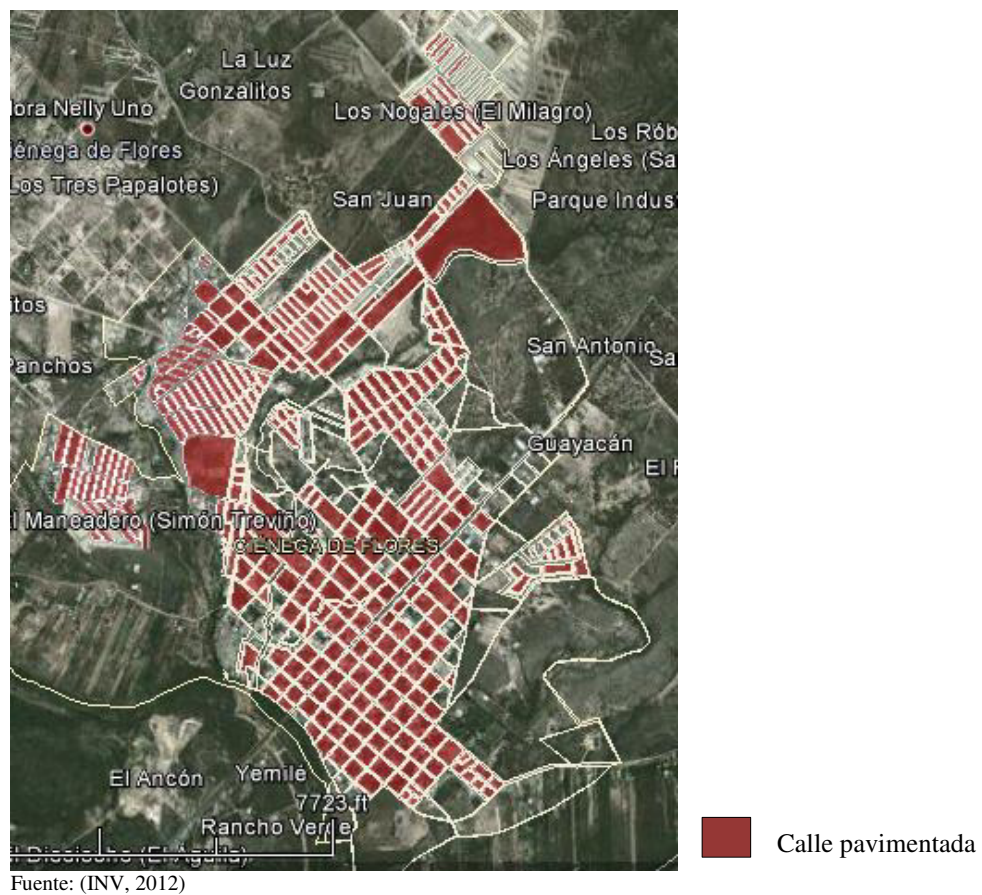 La Luz
Gonzalitos
lora Nelly Uno
Los Nogales (El Milagro)
Los Rób
iénega de Flores
Los Ángeles (Sa
Los Tres Papalotes)
San Juan
Parque Indus
itos
San Antonio
Sa
Panchos
Guayacán
El
l Maneadero (Simón Treviño)
CIÉNEGA DE FLORES
El Ancón
Yemile
7723 ft
Rancho Verde
Calle pavimentada
Fuente: (INV, 2012)